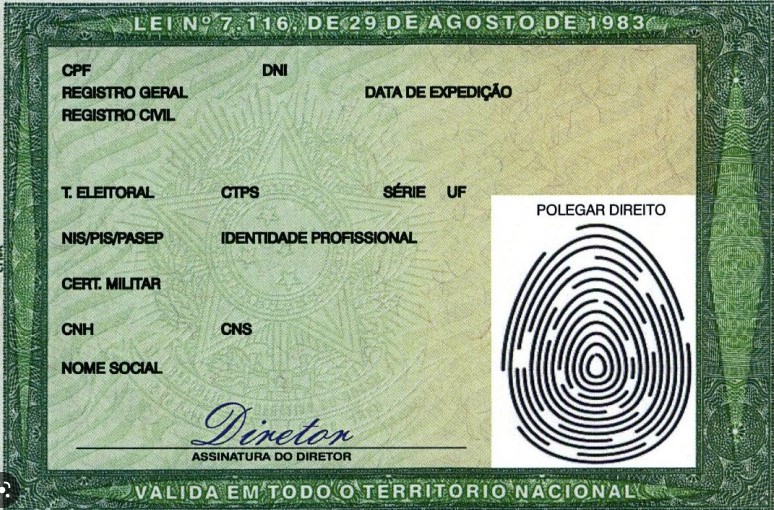 LEI Nº 7.116, DE 29 DE AGOSTO DE 1983
CPF DNI
REGISTRO GERAL DATA DE EXPEDIÇÃO
REGISTRO CIVIL
T. ELEITORAL CTPS SÉRIE UF
POLEGAR DIREITO
NIS/PIS/PASEP IDENTIDADE PROFISSIONAL
CERT. MILITAR
CNH CNS
NOME SOCIAL
Diretor
ASSINATURA DO DIRETOR
VÁLIDA EM TODO O TERRITÓRIO NACIONAL